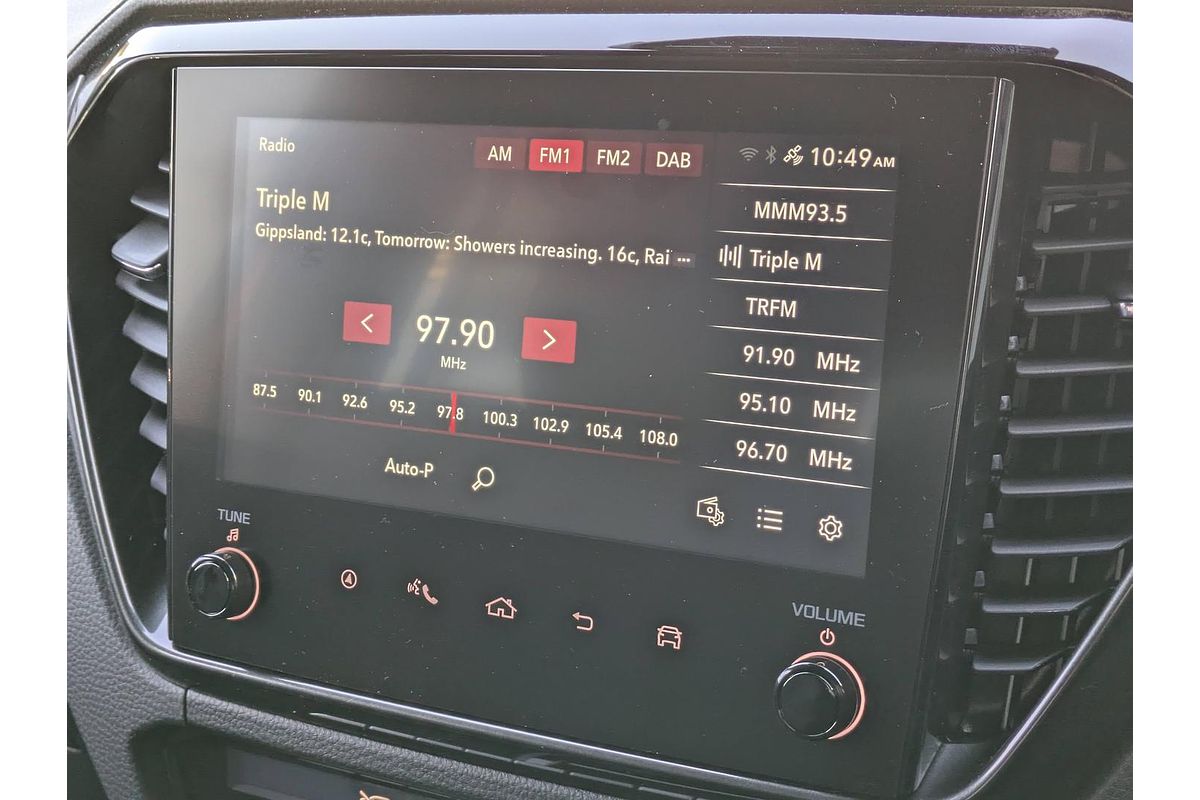 Radio
AM FM1 FM2 DAB
10:49AM
Triple M
Gippsland: 12.1c, Tomorrow: Showers increasing. 16c, Rai ...
97.90
MHz
87.5 90.1 92.6 95.2 97.8 100.3 102.9 105.4 108.0
Auto-P
MMM93.5
Triple M
TRFM
91.90 MHz
95.10 MHz
96.70 MHz
TUNE
VOLUME